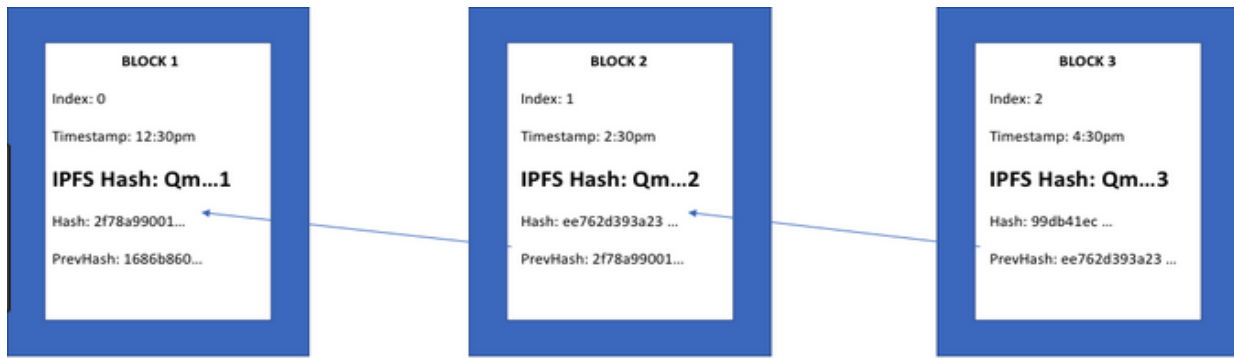 BLOCK 1
Index: 0
Timestamp: 12:30pm
IPFS Hash: Qm...1
Hash: 2f78a99001...
PrevHash: 1686b860...
BLOCK 2
Index: 1
Timestamp: 2:30pm
IPFS Hash: Qm...2
Hash: ee762d393a23 ...
PrevHash: 2f78a99001...
BLOCK 3
Index: 2
Timestamp: 4:30pm
IPFS Hash: Qm...3
Hash: 99db41ec ...
PrevHash: ee762d393a23 ...